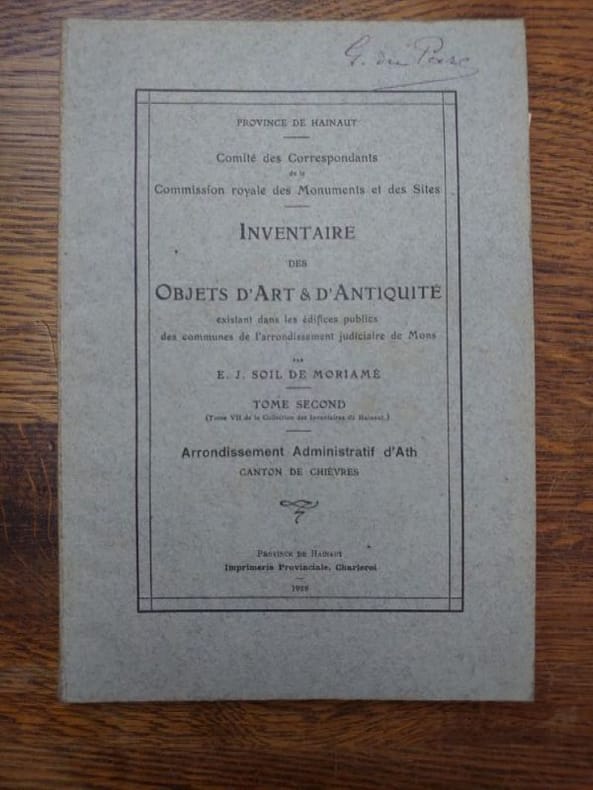 G. du Parc
PROVINCE DE HAINAUT
Comité des Correspondants
de la
Commission royale des Monuments et des Sites
INVENTAIRE
DES
OBJETS D'ART & D'ANTIQUITÉ
existant dans les édifices publics
des communes de l'arrondissement judiciaire de Mons
PAR
E. J. SOIL DE MORIAMÉ
TOME SECOND
(Tome VII de la Collection des Inventaires du Hainaut.)
Arrondissement Administratif d'Ath
CANTON DE CHIÈVRES
PROVINCE DE HAINAUT
Imprimerie Provinciale, Charleroi